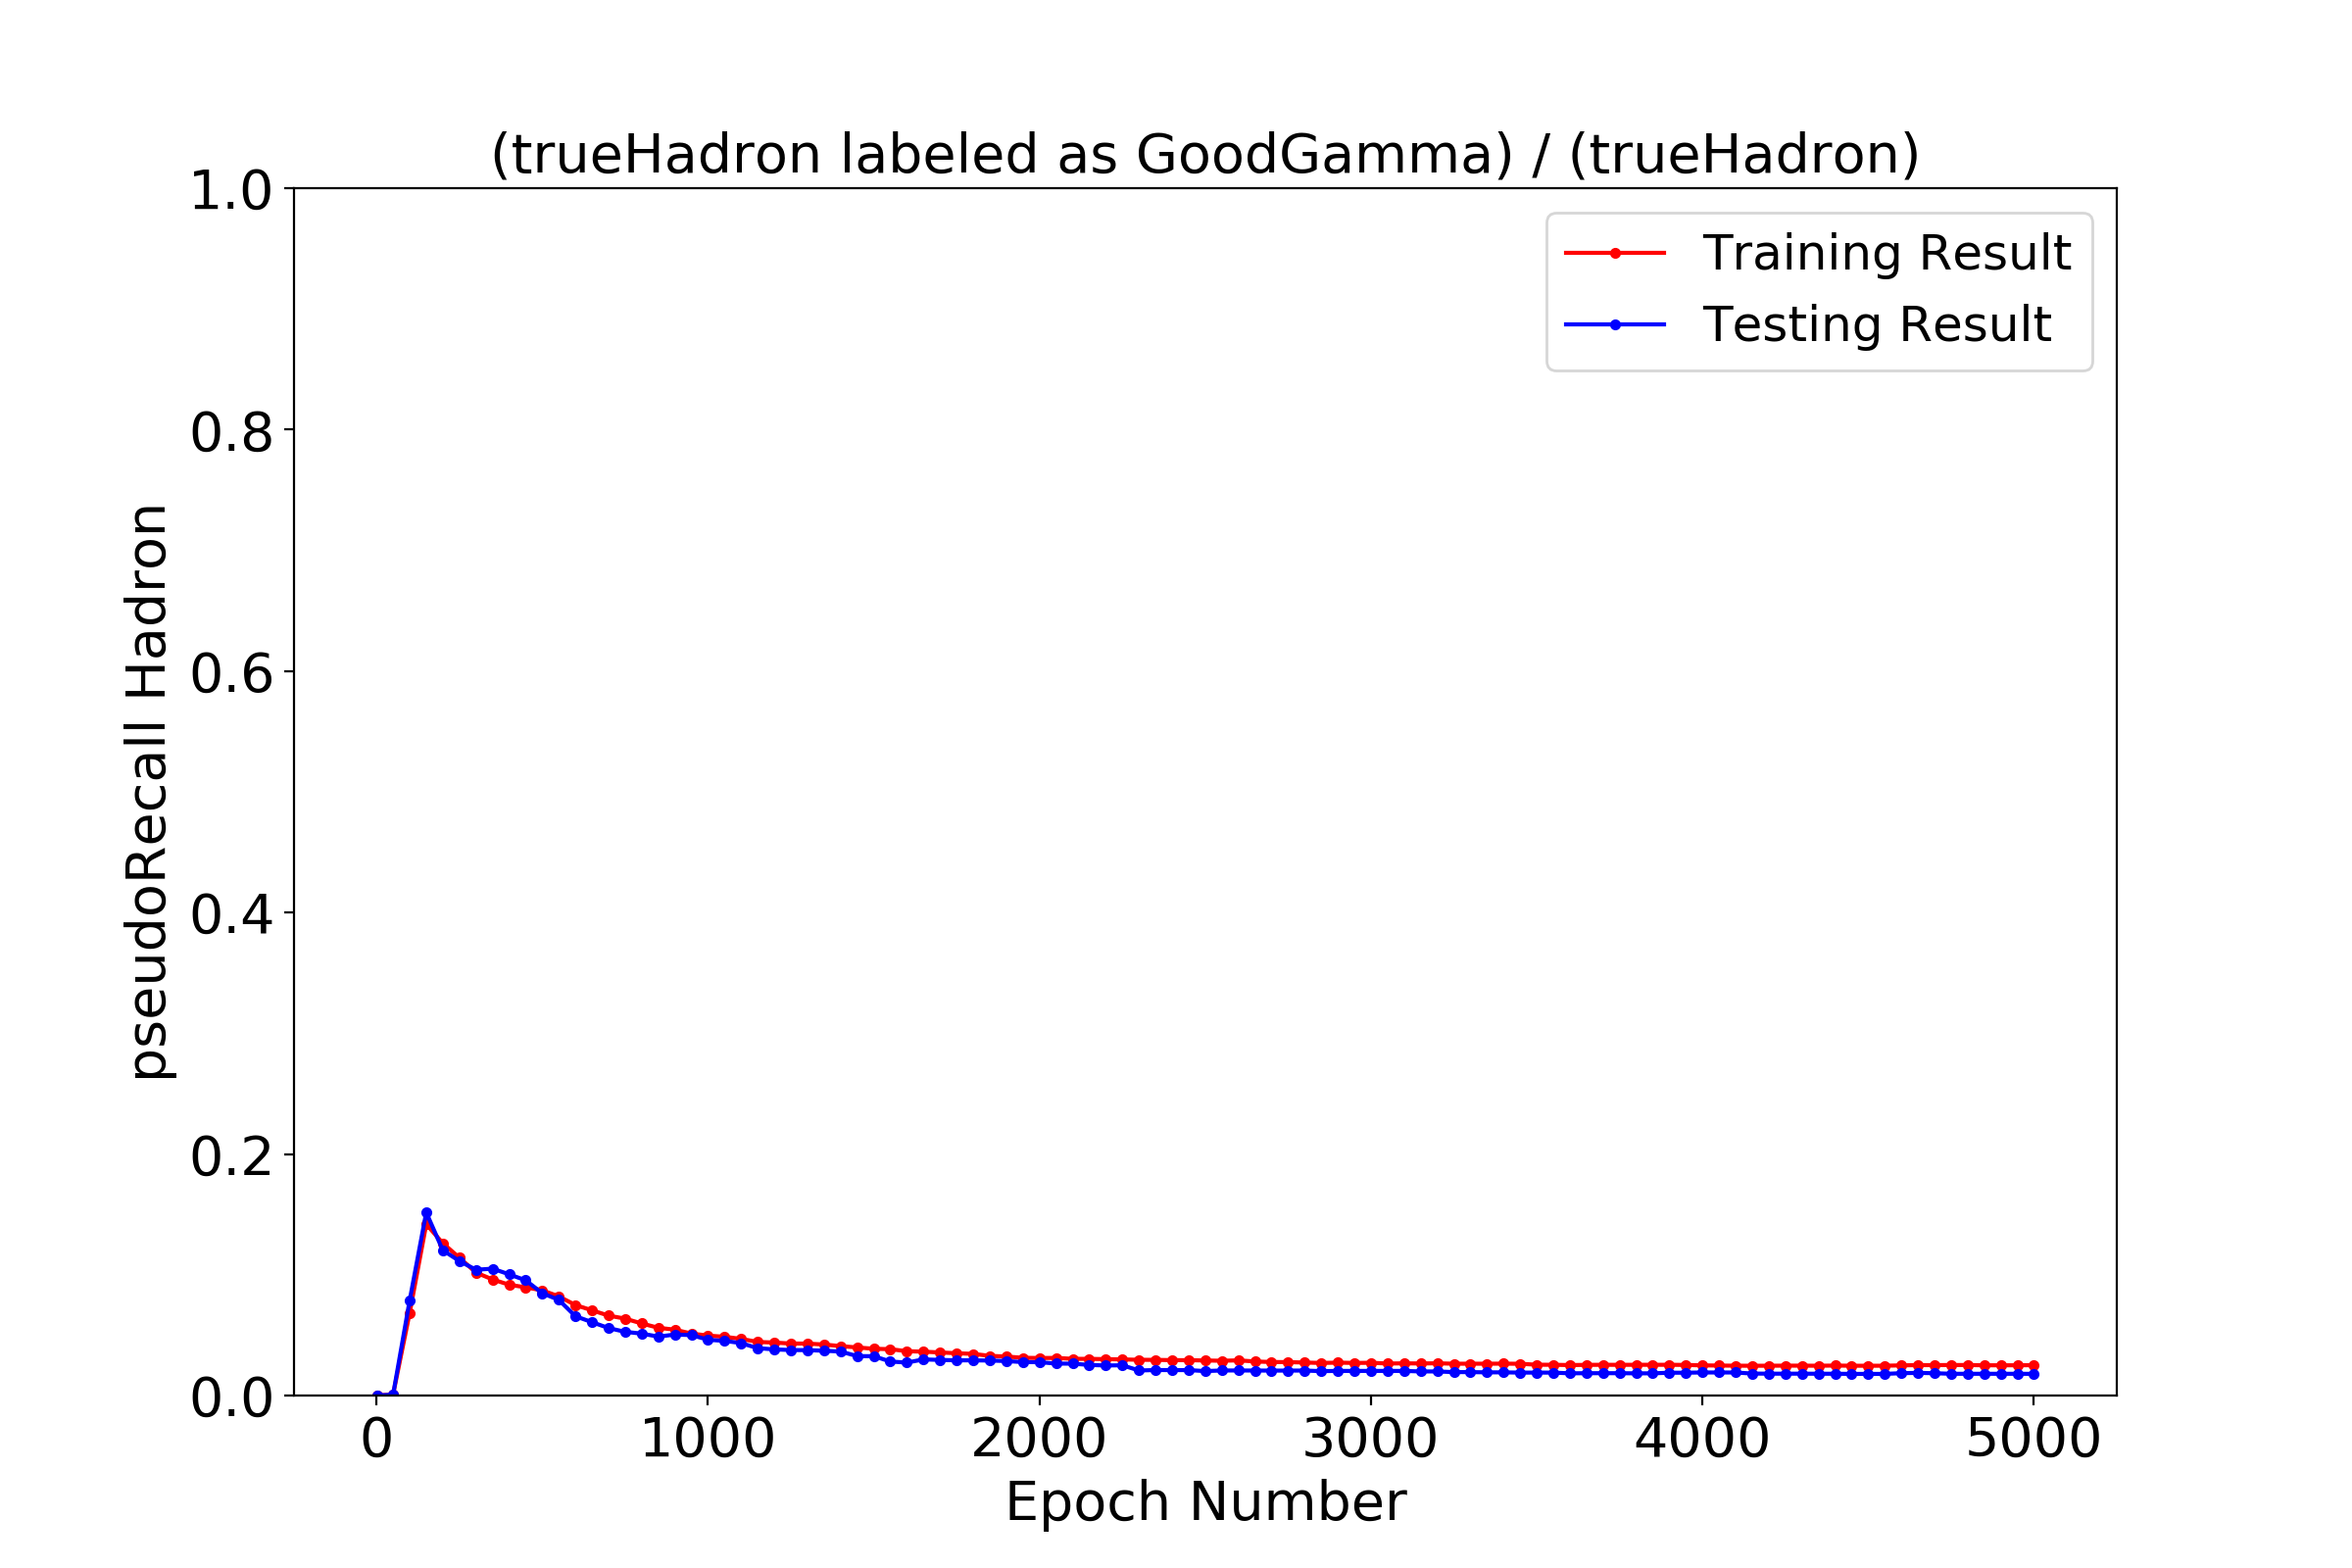 (trueHadron labeled as GoodGamma) / (trueHadron)
1.0
0.8
0.6
0.4
0.2
0.0
pseudoRecall Hadron
Training Result
Testing Result
0 1000 2000 3000 4000 5000
Epoch Number